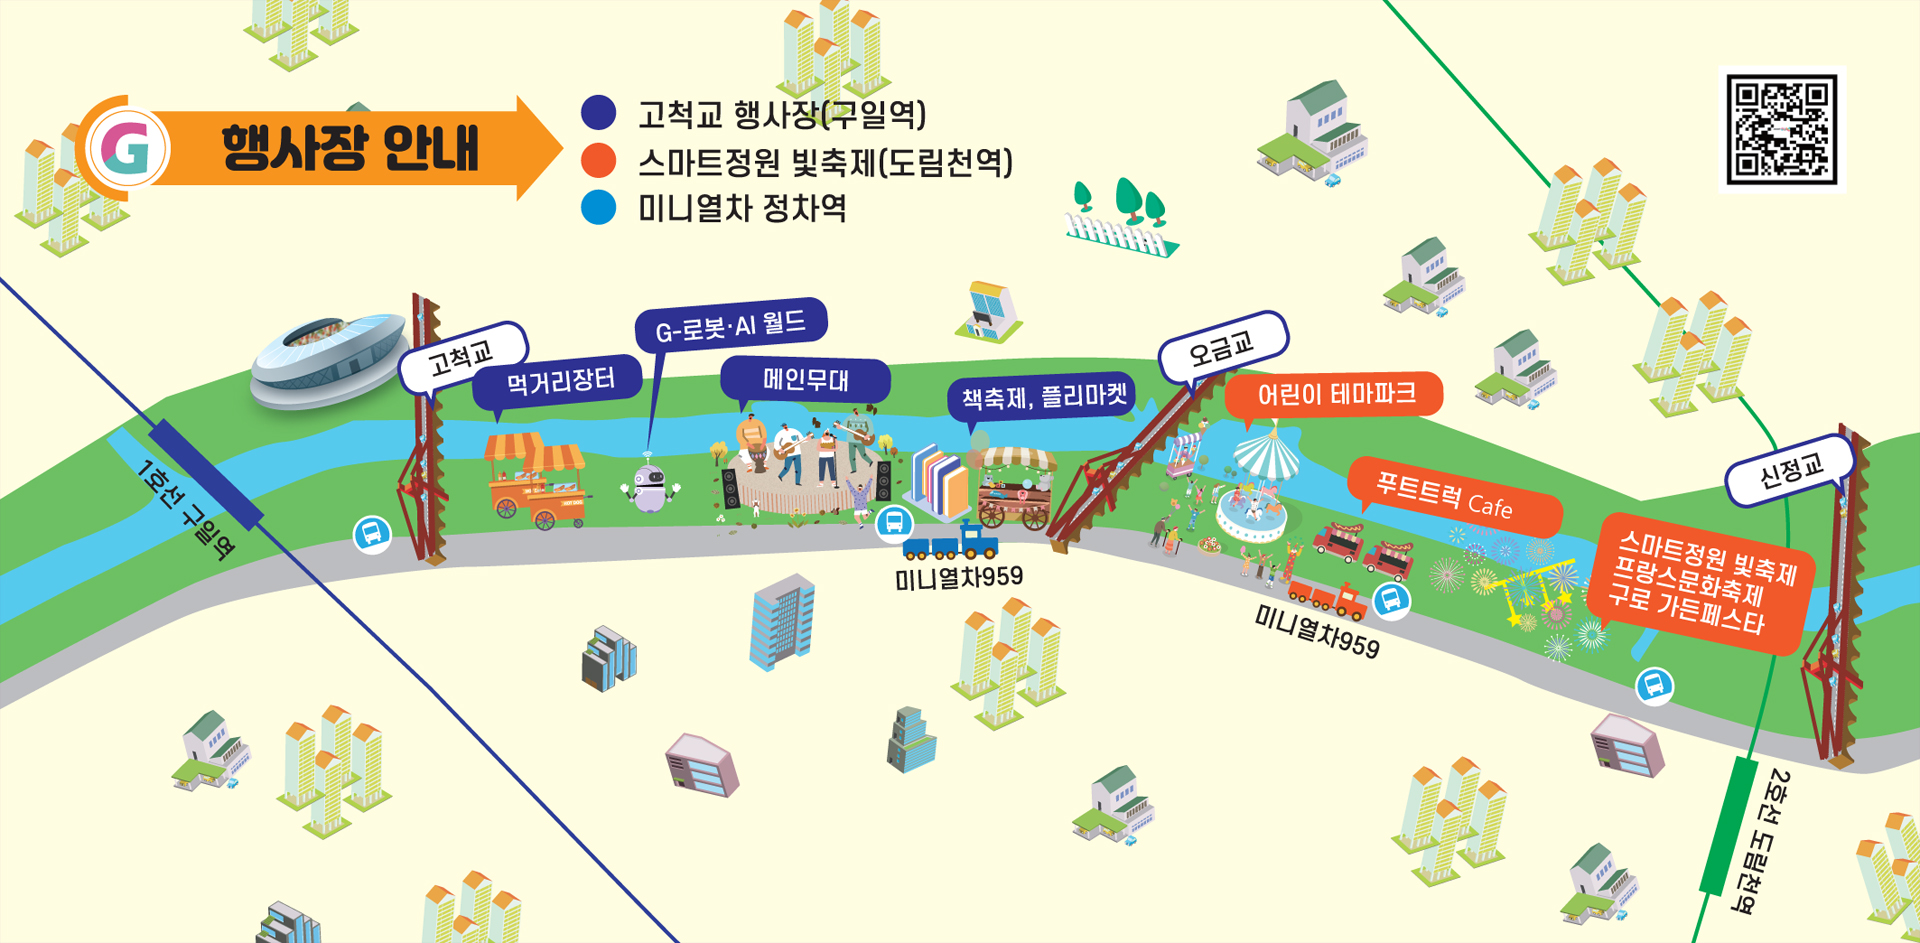 G
행사장 안내
고척교 행사장(구일역)
스마트정원 빛축제(도림천역)
미니열차 정차역
고척교
먹거리장터
G-로봇·AI 월드
메인무대
책축제, 플리마켓
오금교
어린이 테마파크
푸트트럭 Cafe
신정교
스마트정원 빛축제
프랑스문화축제
구로 가든페스타
1호선 구일역
미니열차959
미니열차959
2호선 도림천역